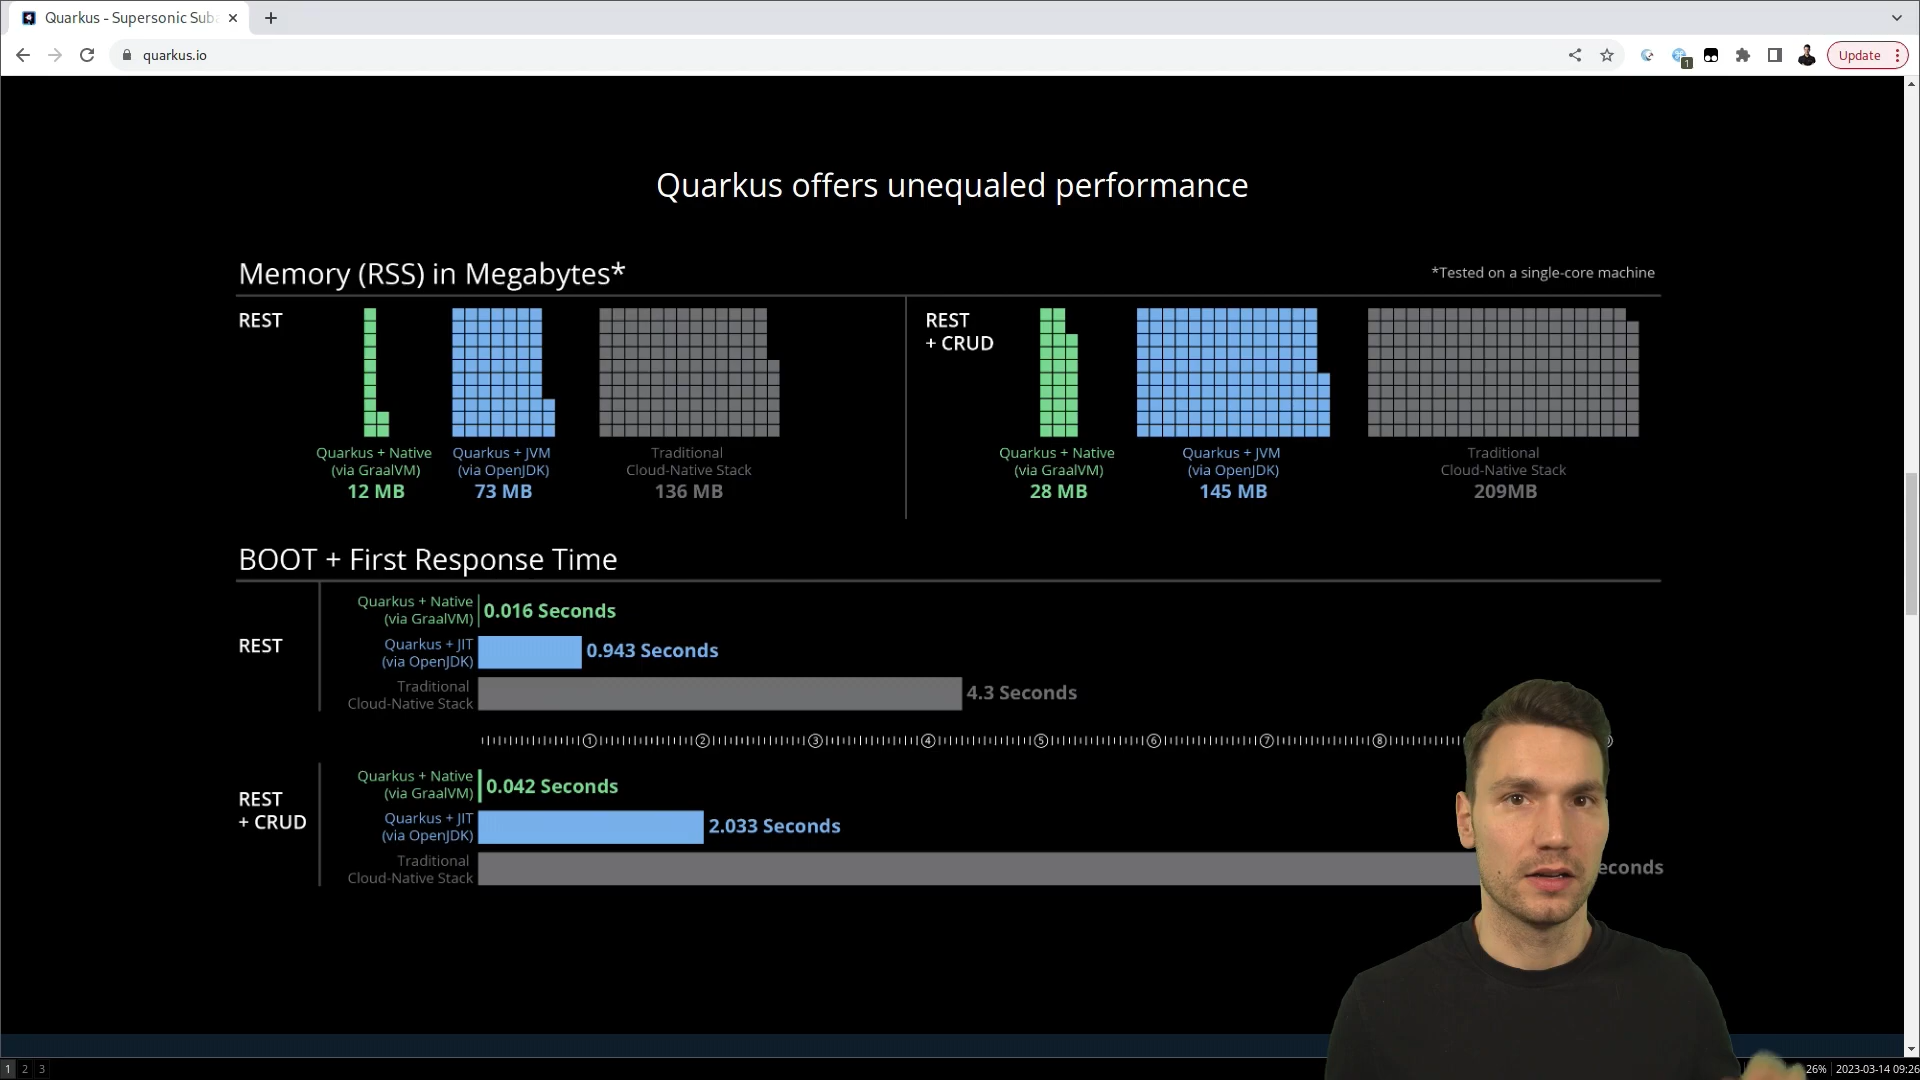 Quarkus - Supersonic Sub
quarkus.io
1
Update
Quarkus offers unequaled performance
Memory (RSS) in Megabytes*
*Tested on a single-core machine
REST
Quarkus + Native
(via GraalVM)
12 MB
Quarkus + JVM
(via OpenJDK)
73 MB
Traditional
Cloud-Native Stack
136 MB
REST
+ CRUD
Quarkus + Native
(via GraalVM)
28 MB
Quarkus + JVM
(via OpenJDK)
145 MB
Traditional
Cloud-Native Stack
209MB
BOOT + First Response Time
REST
Quarkus + Native
(via GraalVM)
0.016 Seconds
Quarkus + JIT
(via OpenJDK)
0.943 Seconds
Traditional
Cloud-Native Stack
4.3 Seconds
1 2 3 4 5 6 7 8
REST
+ CRUD
Quarkus + Native
(via GraalVM)
0.042 Seconds
Quarkus + JIT
(via OpenJDK)
2.033 Seconds
Traditional
Cloud-Native Stack
econds
1 2 3
26% 2023-03-14 09:26